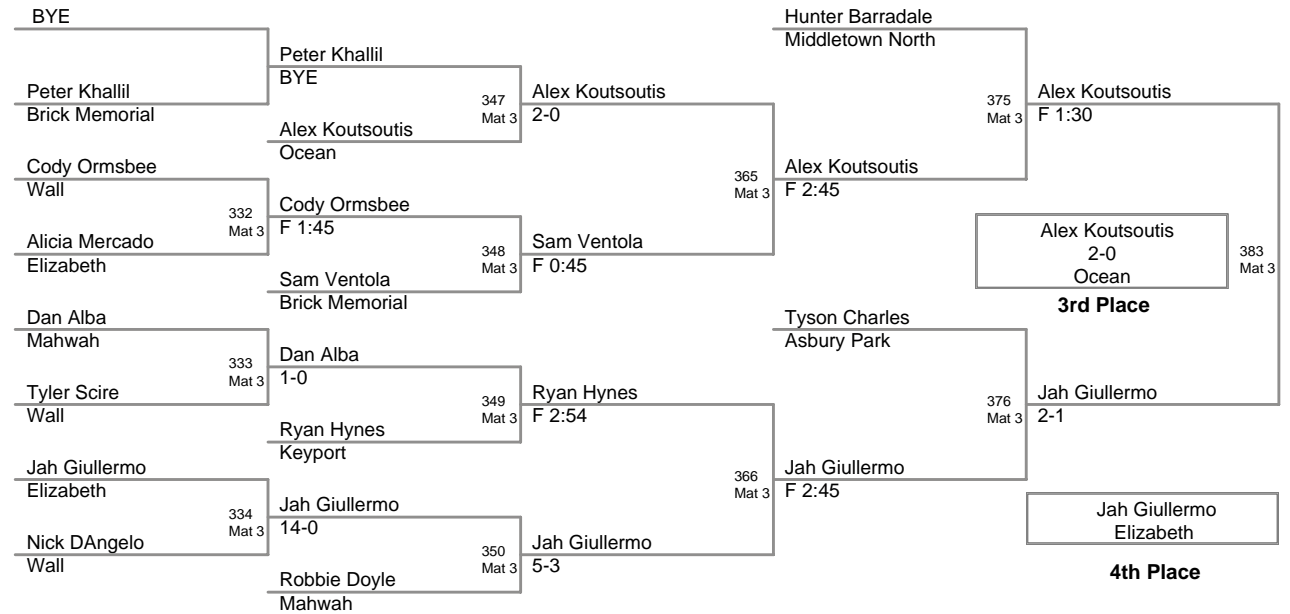 BYE
Peter Khallil
Brick Memorial
Cody Ormsbee
Wall
332
Mat 3
Alicia Mercado
Elizabeth
Dan Alba
Mahwah
333
Mat 3
Tyler Scire
Wall
Jah Giullermo
Elizabeth
334
Mat 3
Nick DAngelo
Wall
Peter Khallil
BYE
347
Mat 3
Alex Koutsoutis
Ocean
Cody Ormsbee
F 1:45
348
Mat 3
Sam Ventola
Brick Memorial
Dan Alba
1-0
349
Mat 3
Ryan Hynes
Keyport
Jah Giullermo
14-0
350
Mat 3
Robbie Doyle
Mahwah
Alex Koutsoutis
2-0
365
Mat 3
Sam Ventola
F 0:45
Ryan Hynes
F 2:54
366
Mat 3
Jah Giullermo
5-3
Hunter Barradale
Middletown North
375
Mat 3
Alex Koutsoutis
F 2:45
Tyson Charles
Asbury Park
376
Mat 3
Jah Giullermo
F 2:45
Alex Koutsoutis
F 1:30
383
Mat 3
Jah Giullermo
2-1
Alex Koutsoutis
2-0
Ocean
3rd Place
Jah Giullermo
Elizabeth
4th Place